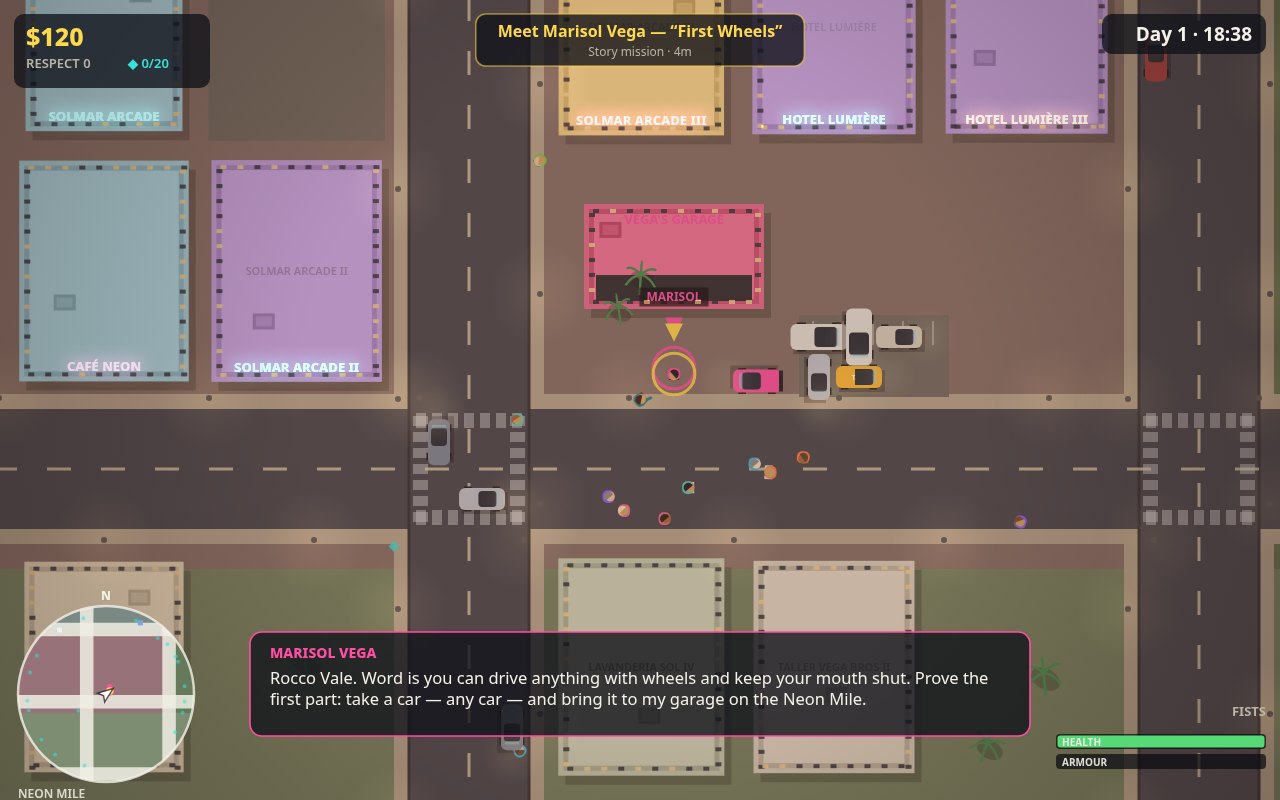 $120
RESPECT 0
◆ 0/20
Meet Marisol Vega — “First Wheels”
Story mission · 4m
Day 1 · 18:38
HOTEL LUMIÈRE
SOLMAR ARCADE
SOLMAR ARCADE III
HOTEL LUMIÈRE
HOTEL LUMIÈRE III
VEGA'S GARAGE
SOLMAR ARCADE II
MARISOL
CAFÉ NEON
SOLMAR ARCADE II
N
MARISOL VEGA
LAVANDERIA SOL IV
TALLER VEGA BROS II
Rocco Vale. Word is you can drive anything with wheels and keep your mouth shut. Prove the
first part: take a car — any car — and bring it to my garage on the Neon Mile.
FISTS
HEALTH
ARMOUR
NEON MILE